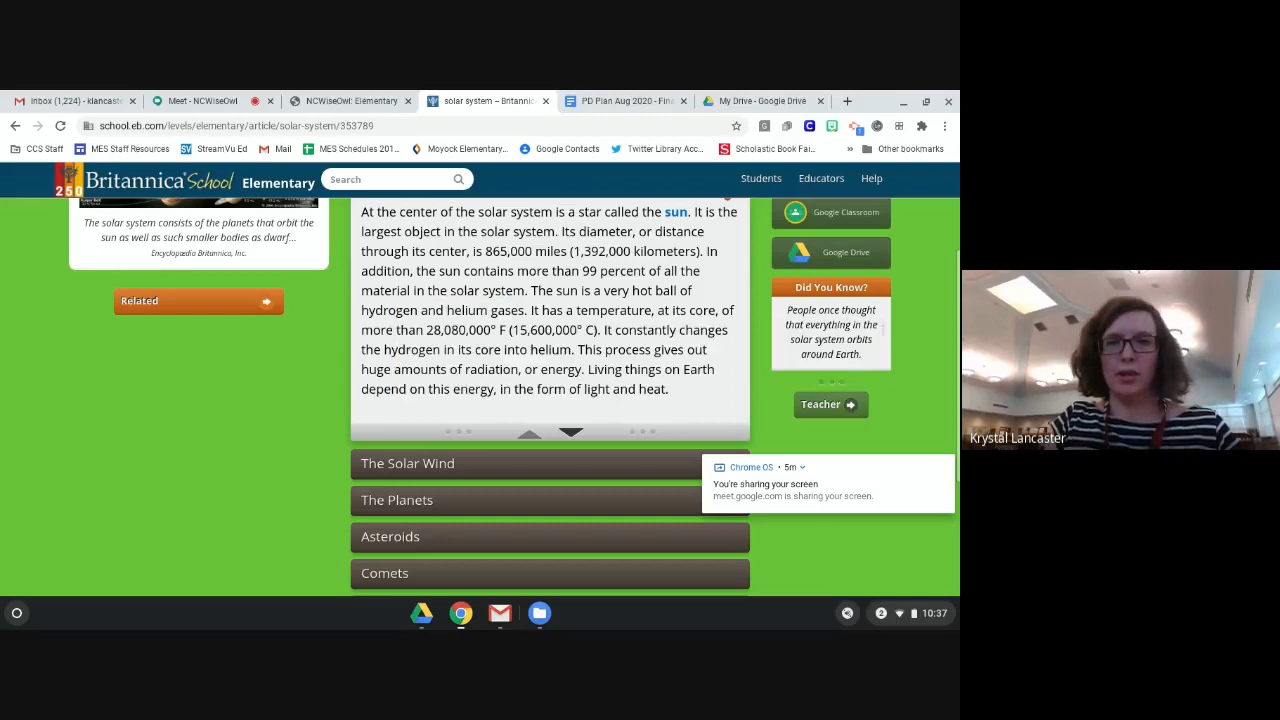 Inbox (1,224) - klancaste
Meet - NCWiseOwl
NCWiseOwl: Elementary
solar system – Britannic
PD Plan Aug 2020 - Fina
My Drive - Google Drive
school.eb.com/levels/elementary/article/solar-system/353789
CCS Staff
MES Staff Resources
StreamVu Ed
Mail
MES Schedules 201...
Moyock Elementary...
Google Contacts
Twitter Library Acc...
Scholastic Book Fai...
Other bookmarks
250
Britannica School Elementary
Search
Students
Educators
Help
The solar system consists of the planets that orbit the
sun as well as such smaller bodies as dwarf...
Encyclopædia Britannica, Inc.
Related
At the center of the solar system is a star called the sun. It is the
largest object in the solar system. Its diameter, or distance
through its center, is 865,000 miles (1,392,000 kilometers). In
addition, the sun contains more than 99 percent of all the
material in the solar system. The sun is a very hot ball of
hydrogen and helium gases. It has a temperature, at its core, of
more than 28,080,000° F (15,600,000° C). It constantly changes
the hydrogen in its core into helium. This process gives out
huge amounts of radiation, or energy. Living things on Earth
depend on this energy, in the form of light and heat.
The Solar Wind
The Planets
Asteroids
Comets
Google Classroom
Google Drive
Did You Know?
People once thought
that everything in the
solar system orbits
around Earth.
Teacher
Chrome OS • 5m
You're sharing your screen
meet.google.com is sharing your screen.
Krystal Lancaster
2
10:37